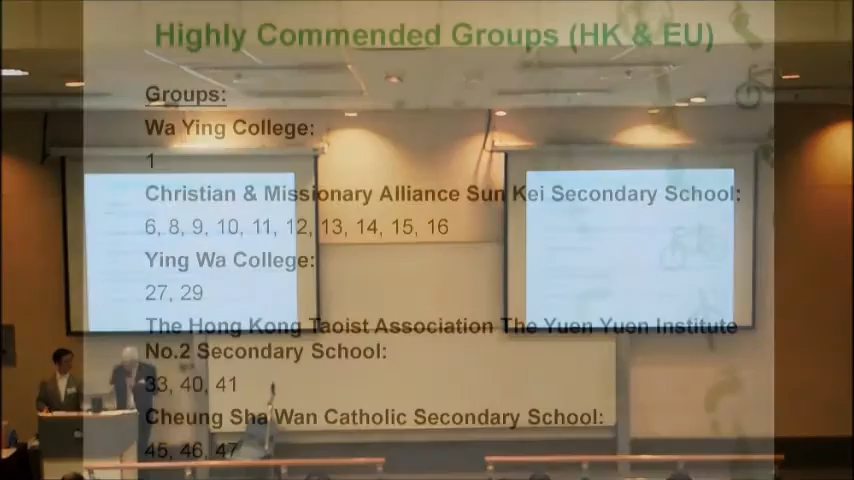 Highly Commended Groups (HK & EU)
Groups:
Wa Ying College:
1
Christian & Missionary Alliance Sun Kei Secondary School:
6, 8, 9, 10, 11, 12, 13, 14, 15, 16
Ying Wa College:
27, 29
The Hong Kong Taoist Association The Yuen Yuen Institute
No.2 Secondary School:
33, 40, 41
Cheung Sha Wan Catholic Secondary School:
45, 46, 47